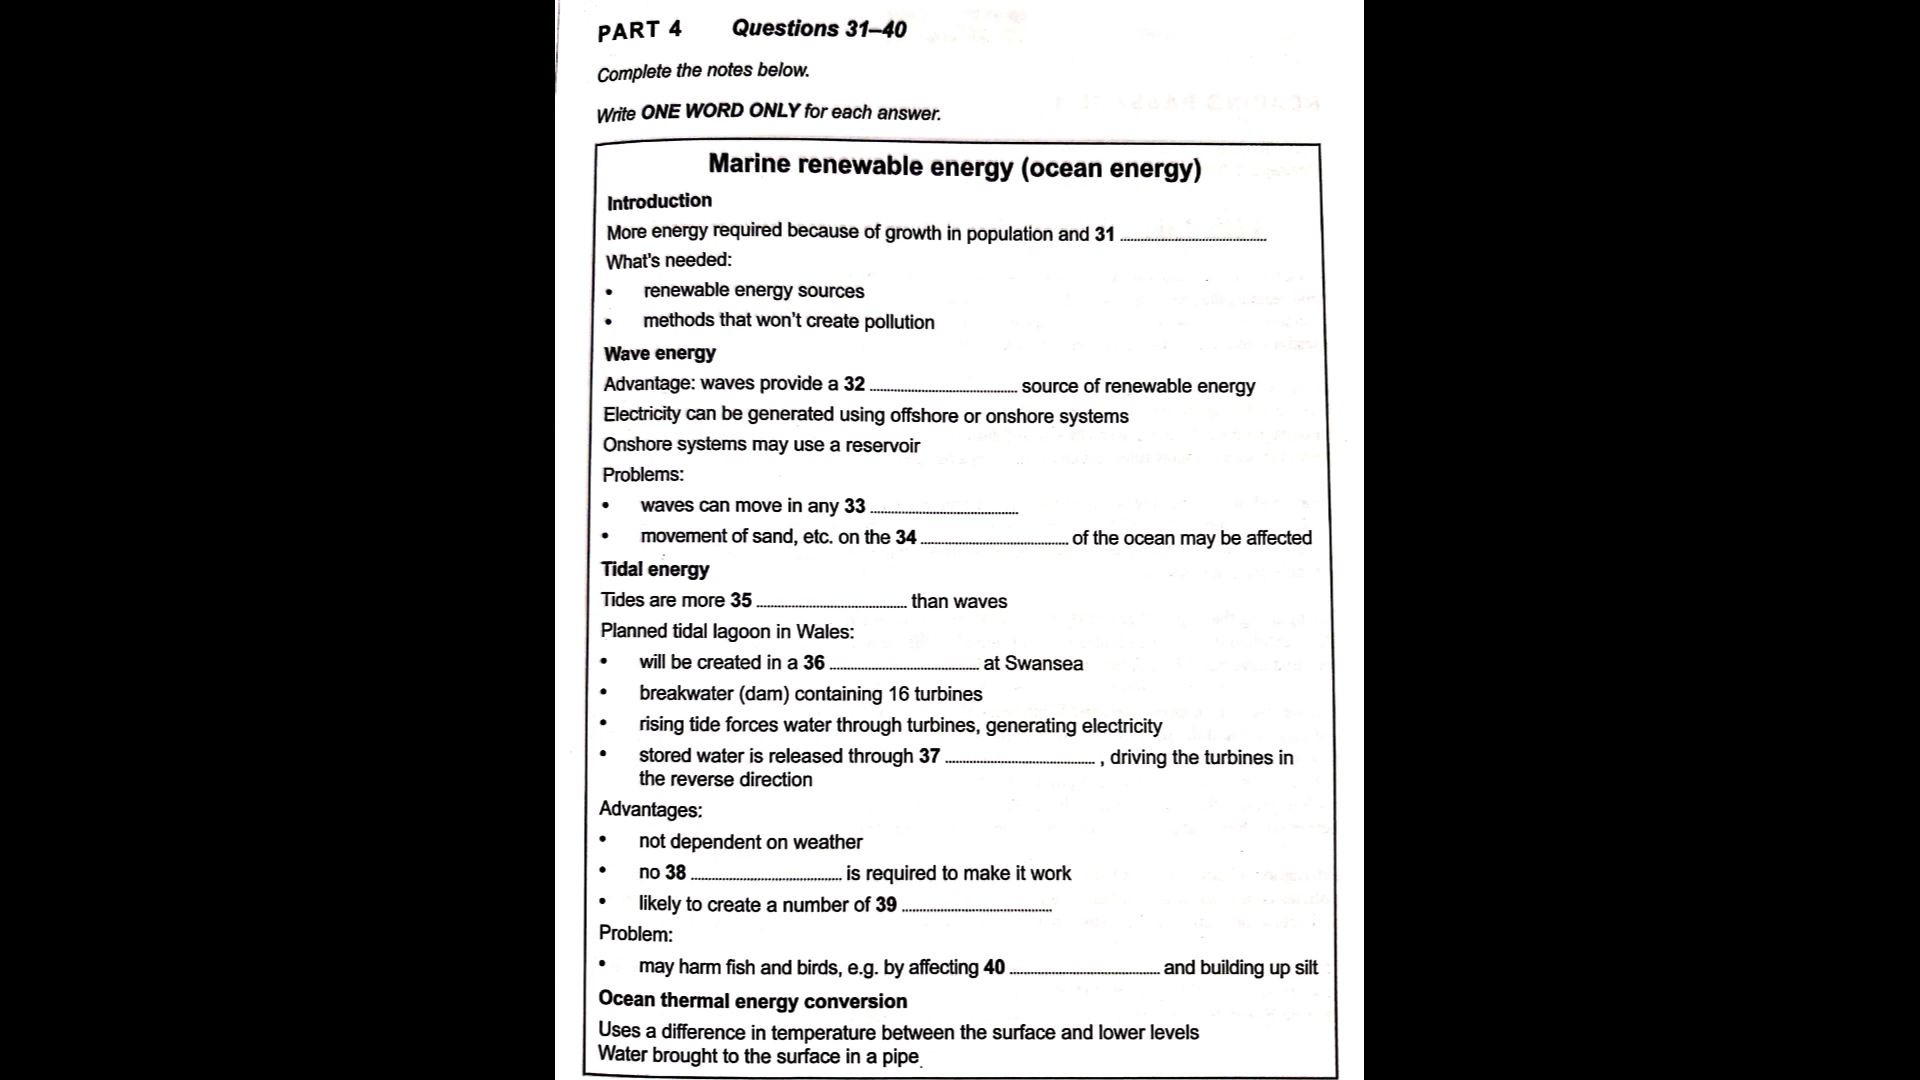 PART 4 Questions 31–40
Complete the notes below.
Write ONE WORD ONLY for each answer.
Marine renewable energy (ocean energy)
Introduction
More energy required because of growth in population and 31 ........................................
What's needed:
• renewable energy sources
• methods that won't create pollution
Wave energy
Advantage: waves provide a 32 ........................................ source of renewable energy
Electricity can be generated using offshore or onshore systems
Onshore systems may use a reservoir
Problems:
• waves can move in any 33 ........................................
• movement of sand, etc. on the 34 ........................................ of the ocean may be affected
Tidal energy
Tides are more 35 ........................................ than waves
Planned tidal lagoon in Wales:
• will be created in a 36 ........................................ at Swansea
• breakwater (dam) containing 16 turbines
• rising tide forces water through turbines, generating electricity
• stored water is released through 37 ........................................ , driving the turbines in
the reverse direction
Advantages:
• not dependent on weather
• no 38 ........................................ is required to make it work
• likely to create a number of 39 ........................................
Problem:
• may harm fish and birds, e.g. by affecting 40 ........................................ and building up silt
Ocean thermal energy conversion
Uses a difference in temperature between the surface and lower levels
Water brought to the surface in a pipe